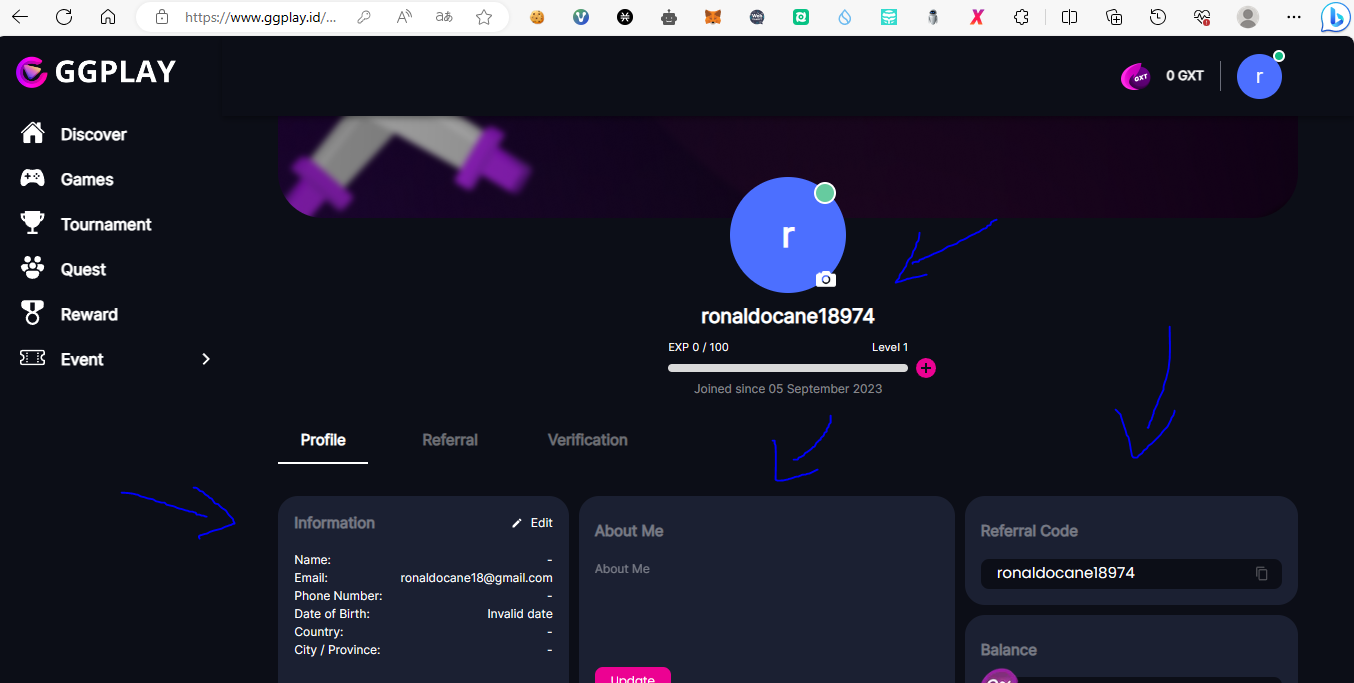 https://www.ggplay.id/...
GGPLAY
GXT
0 GXT
r
Discover
Games
Tournament
Quest
Reward
Event
r
ronaldocane18974
EXP 0 / 100
Level 1
Joined since 05 September 2023
Profile
Referral
Verification
Information
Edit
Name: -
Email: ronaldocane18@gmail.com
Phone Number: -
Date of Birth: Invalid date
Country: -
City / Province: -
About Me
About Me
Update
Referral Code
ronaldocane18974
Balance